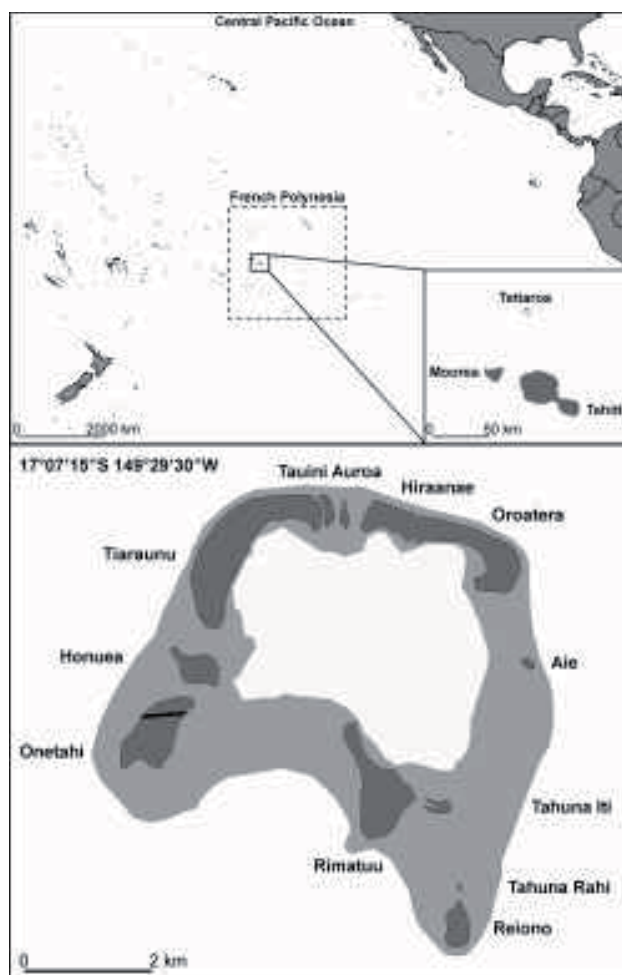 Central Pacific Ocean
French Polynesia
Tetiaroa
Moorea
Tahiti
0 2000 km
0 50 km
17°07'15"S 149°29'30"W
Tauini Auroa
Hiraanae
Oroatera
Tiaraunu
Honuea
Aie
Onetahi
Tahuna Iti
Rimatuu
Tahuna Rahi
Reiono
0 2 km